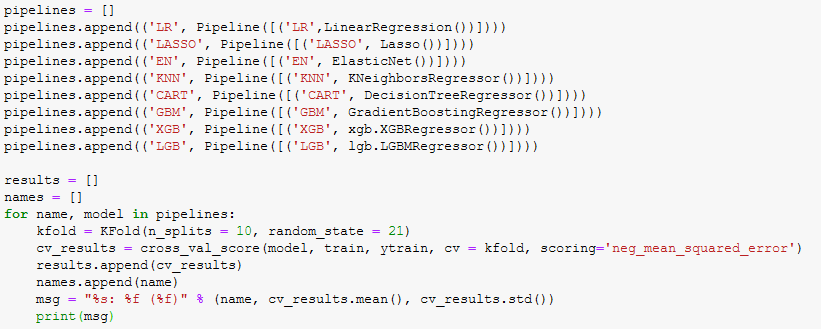 pipelines = []
pipelines.append(('LR', Pipeline([('LR',LinearRegression())])))
pipelines.append(('LASSO', Pipeline([('LASSO', Lasso())])))
pipelines.append(('EN', Pipeline([('EN', ElasticNet())])))
pipelines.append(('KNN', Pipeline([('KNN', KNeighborsRegressor())])))
pipelines.append(('CART', Pipeline([('CART', DecisionTreeRegressor())])))
pipelines.append(('GBM', Pipeline([('GBM', GradientBoostingRegressor())])))
pipelines.append(('XGB', Pipeline([('XGB', xgb.XGBRegressor())])))
pipelines.append(('LGB', Pipeline([('LGB', lgb.LGBMRegressor())])))

results = []
names = []
for name, model in pipelines:
    kfold = KFold(n_splits = 10, random_state = 21)
    cv_results = cross_val_score(model, train, ytrain, cv = kfold, scoring='neg_mean_squared_error')
    results.append(cv_results)
    names.append(name)
    msg = "%s: %f (%f)" % (name, cv_results.mean(), cv_results.std())
    print(msg)